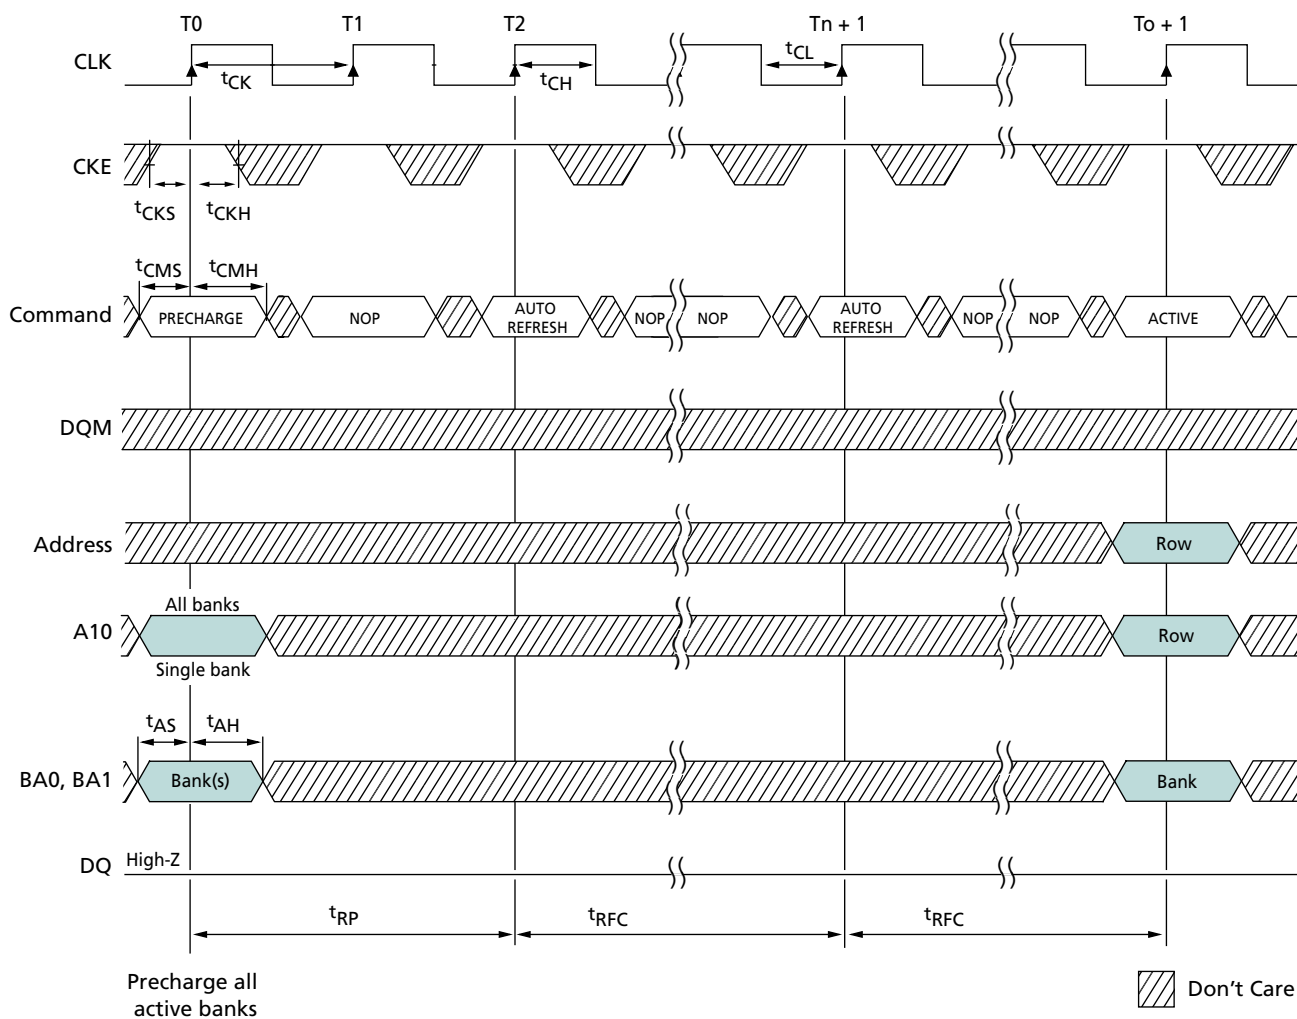 T0 T1 T2 Tn + 1 To + 1
CLK
tCK tCH tCL
CKE
tCKS tCKH
tCMS tCMH
Command PRECHARGE NOP AUTO REFRESH NOP NOP AUTO REFRESH NOP NOP ACTIVE
DQM
Address Row
All banks
A10 Row
Single bank
tAS tAH
BA0, BA1 Bank(s) Bank
DQ High-Z
tRP tRFC tRFC
Precharge all
active banks
Don't Care